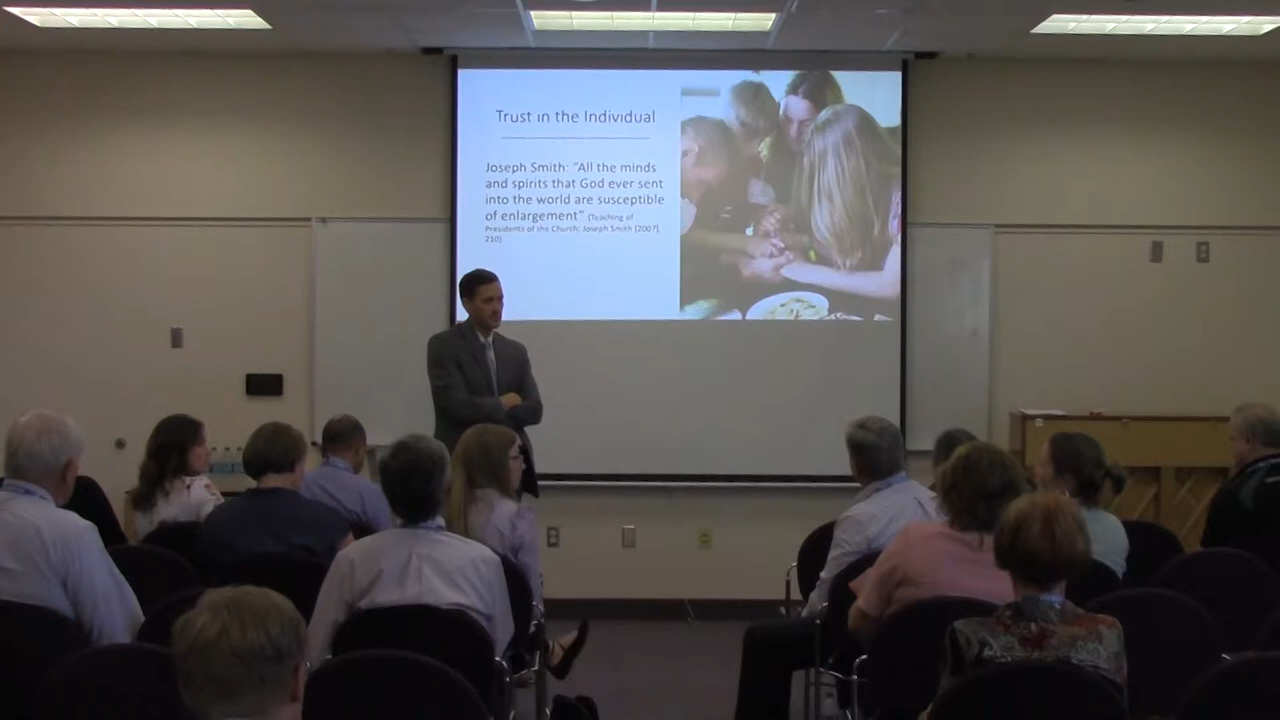 Trust in the Individual
Joseph Smith: “All the minds
and spirits that God ever sent
into the world are susceptible
of enlargement” (Teaching of
Presidents of the Church: Joseph Smith [2007],
210)